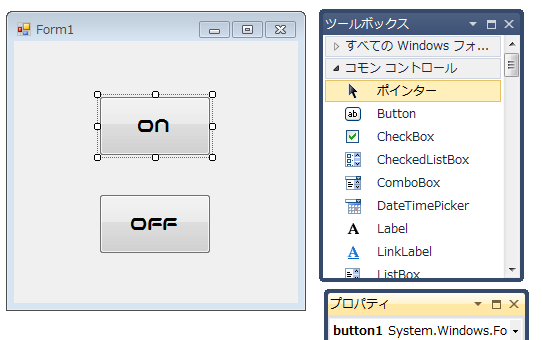 Form1
ON
OFF
ツールボックス
すべての Windows フォ...
コモン コントロール
ポインター
ab Button
CheckBox
CheckedListBox
ComboBox
DateTimePicker
A Label
A LinkLabel
ListBox
プロパティ
button1 System.Windows.Fo